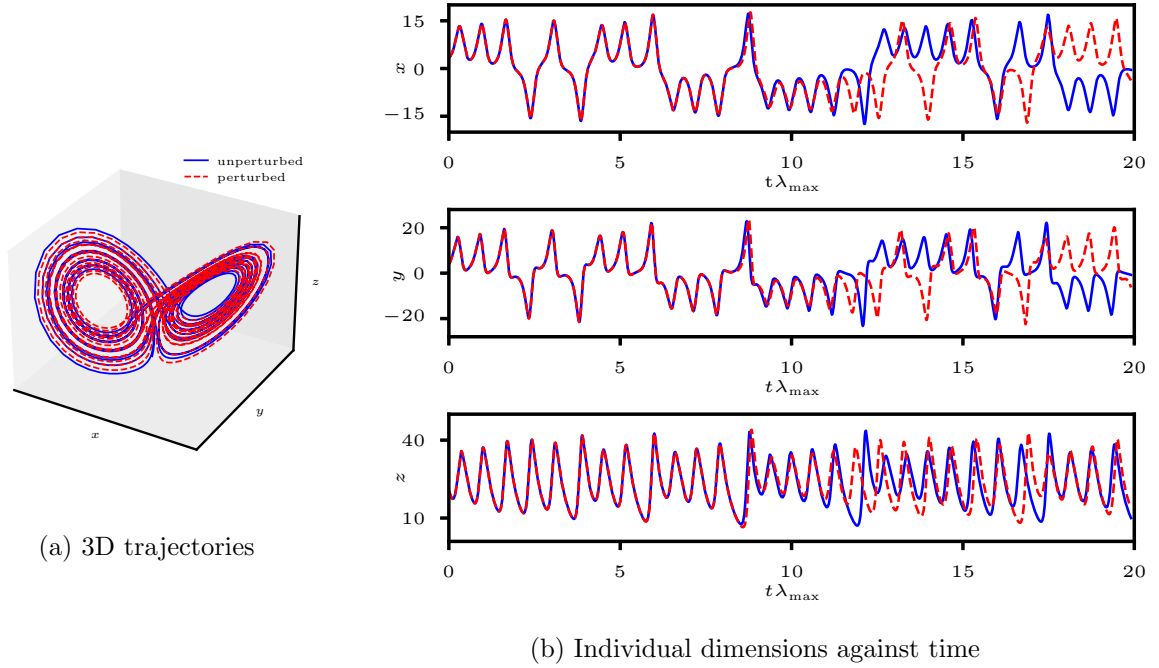 unperturbed
perturbed
z
y
x
(a) 3D trajectories
15
0
−15
x
0 5 10 15 20
tλmax
20
0
−20
y
0 5 10 15 20
tλmax
40
10
z
0 5 10 15 20
tλmax
(b) Individual dimensions against time